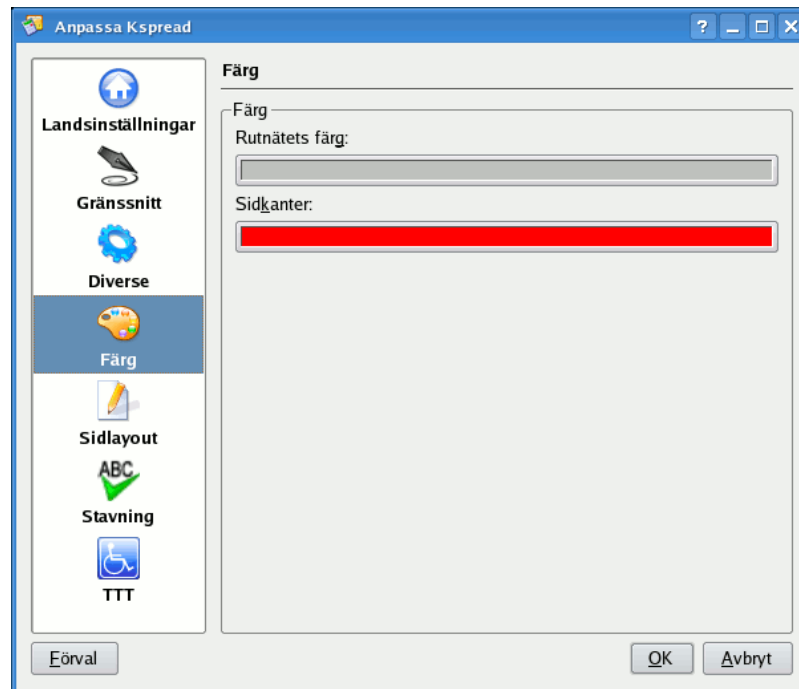 Anpassa Kspread
Landsinställningar
Gränssnitt
Diverse
Färg
Sidlayout
ABC
Stavning
TTT
Färg
Färg
Rutnätets färg:
Sidkanter:
Förval
OK
Avbryt